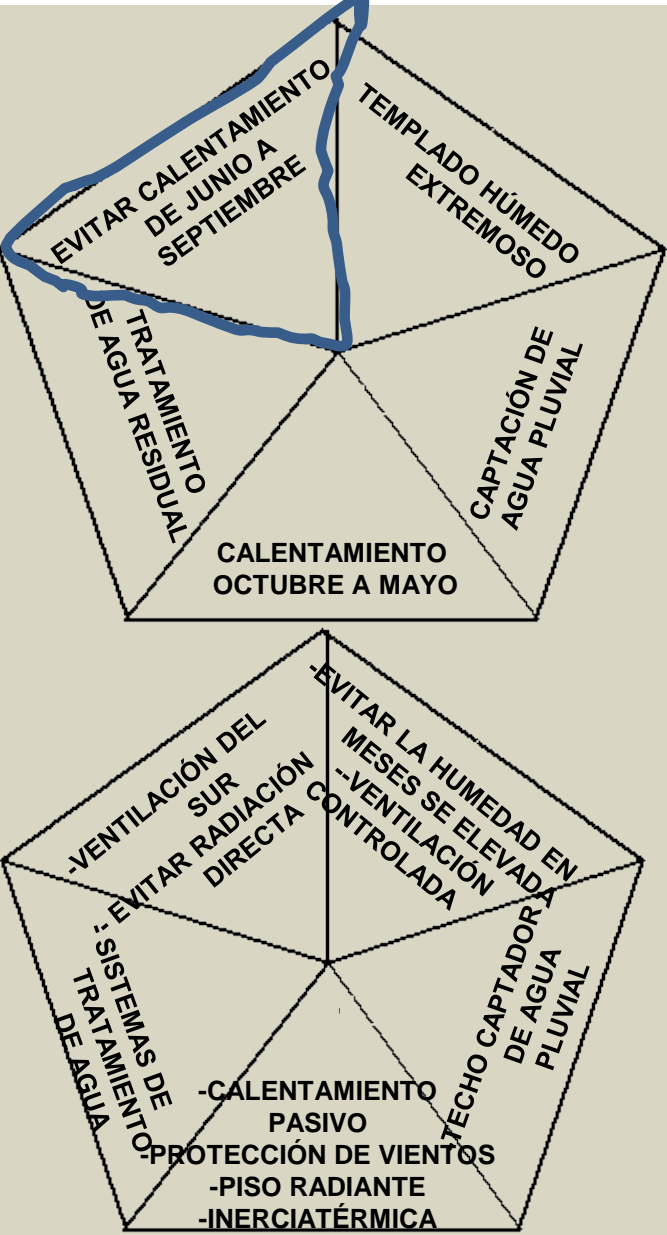 EVITAR CALENTAMIENTO
DE JUNIO A
SEPTIEMBRE
TEMPLADO HÚMEDO
EXTREMOSO
TRATAMIENTO
DE AGUA RESIDUAL
CAPTACIÓN DE
AGUA PLUVIAL
CALENTAMIENTO
OCTUBRE A MAYO
-VENTILACIÓN DEL
SUR
- EVITAR RADIACIÓN
DIRECTA
-EVITAR LA HUMEDAD EN
MESES SE ELEVADA
--VENTILACIÓN
CONTROLADA
- SISTEMAS DE
TRATAMIENTO
DE AGUA
-TECHO CAPTADOR
DE AGUA
PLUVIAL
-CALENTAMIENTO
PASIVO
-PROTECCIÓN DE VIENTOS
-PISO RADIANTE
-INERCIATÉRMICA